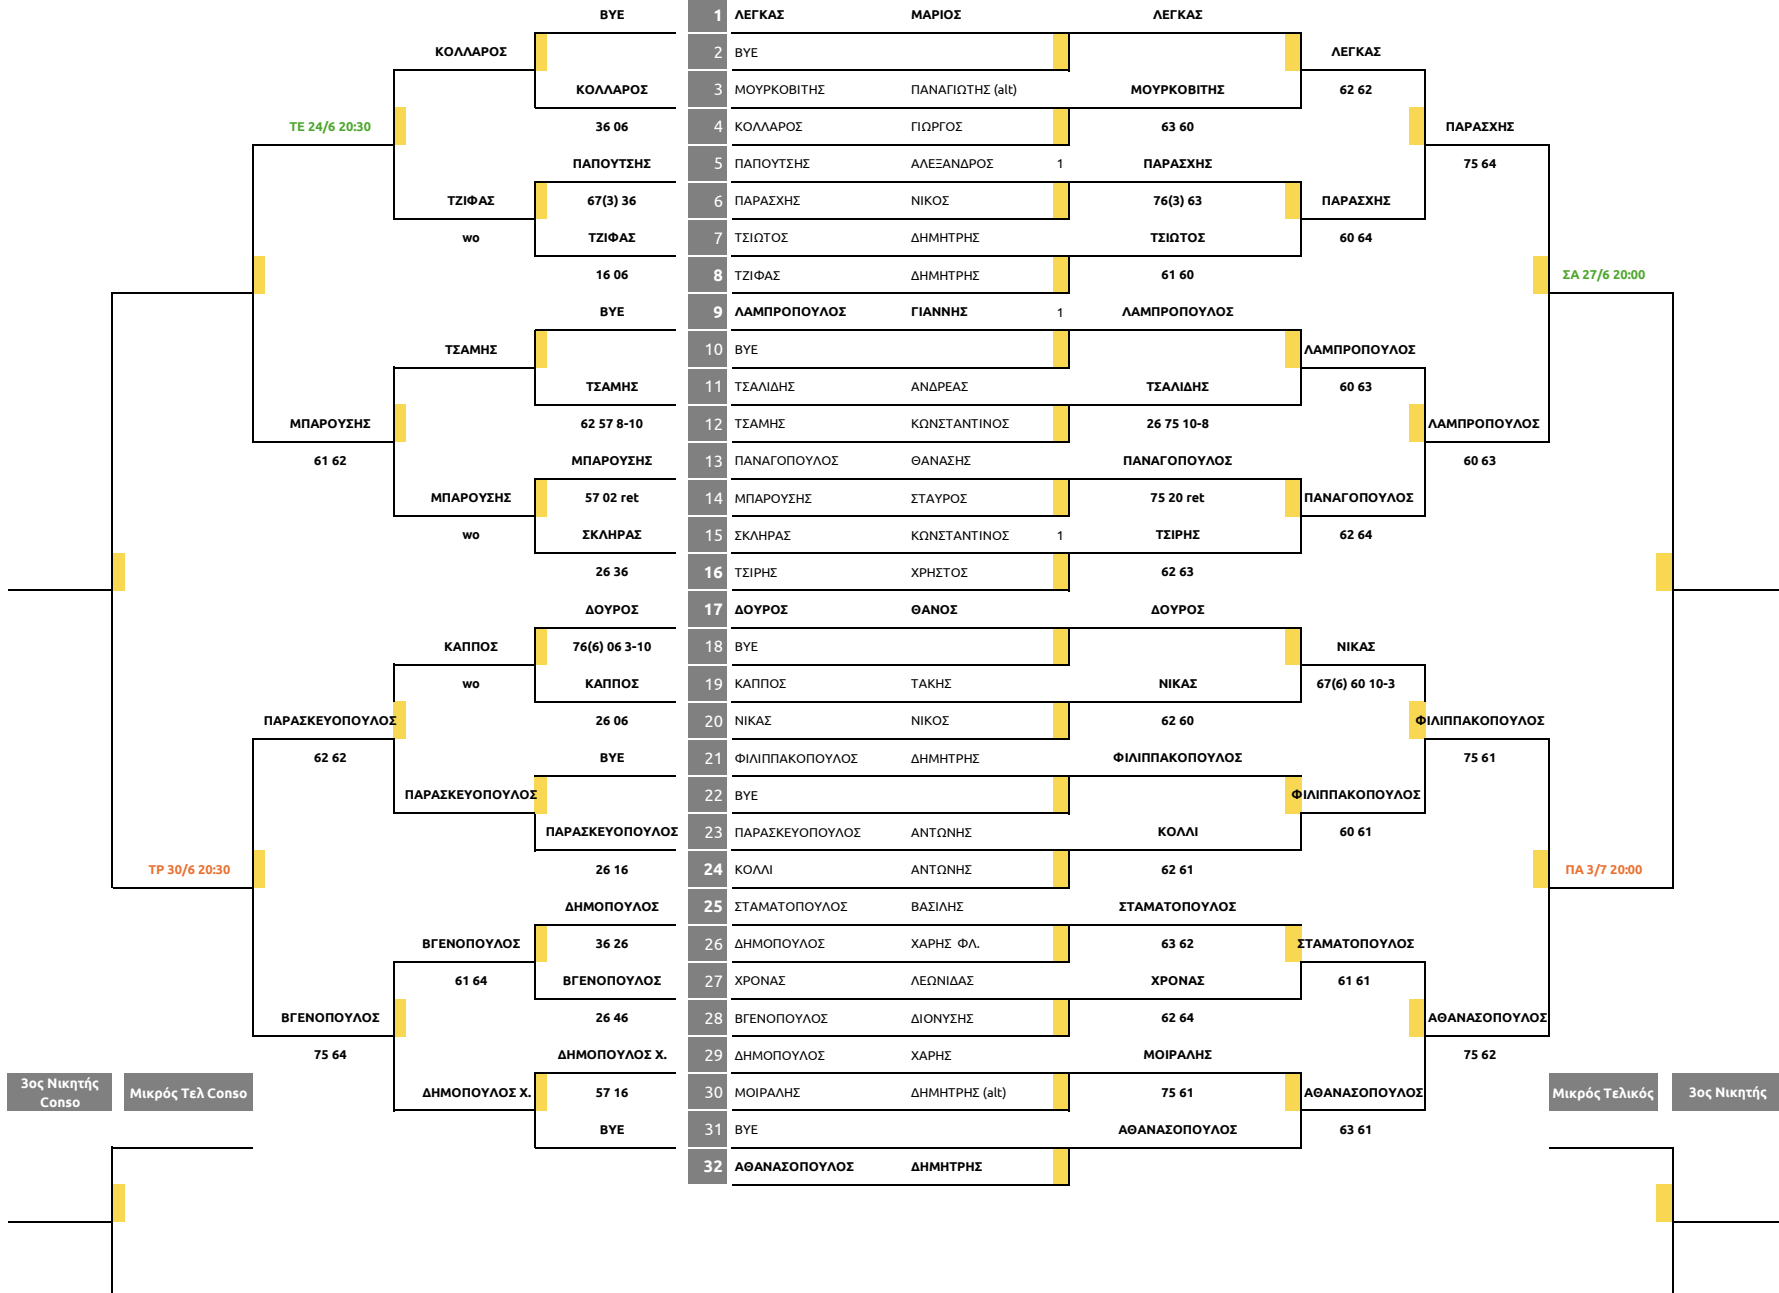 BYE 1 ΛΕΓΚΑΣ ΜΑΡΙΟΣ ΛΕΓΚΑΣ
ΚΟΛΛΑΡΟΣ 2 BYE ΛΕΓΚΑΣ
ΚΟΛΛΑΡΟΣ 3 ΜΟΥΡΚΟΒΙΤΗΣ ΠΑΝΑΓΙΩΤΗΣ (alt) ΜΟΥΡΚΟΒΙΤΗΣ 62 62
ΤΕ 24/6 20:30 36 06 4 ΚΟΛΛΑΡΟΣ ΓΙΩΡΓΟΣ 63 60 ΠΑΡΑΣΧΗΣ
ΠΑΠΟΥΤΣΗΣ 5 ΠΑΠΟΥΤΣΗΣ ΑΛΕΞΑΝΔΡΟΣ 1 ΠΑΡΑΣΧΗΣ 75 64
ΤΖΙΦΑΣ 67(3) 36 6 ΠΑΡΑΣΧΗΣ ΝΙΚΟΣ 76(3) 63 ΠΑΡΑΣΧΗΣ
wo ΤΖΙΦΑΣ 7 ΤΣΙΩΤΟΣ ΔΗΜΗΤΡΗΣ ΤΣΙΩΤΟΣ 60 64
16 06 8 ΤΖΙΦΑΣ ΔΗΜΗΤΡΗΣ 61 60 ΣΑ 27/6 20:00
BYE 9 ΛΑΜΠΡΟΠΟΥΛΟΣ ΓΙΑΝΝΗΣ 1 ΛΑΜΠΡΟΠΟΥΛΟΣ
ΤΣΑΜΗΣ 10 BYE ΛΑΜΠΡΟΠΟΥΛΟΣ
ΤΣΑΜΗΣ 11 ΤΣΑΛΙΔΗΣ ΑΝΔΡΕΑΣ ΤΣΑΛΙΔΗΣ 60 63
ΜΠΑΡΟΥΣΗΣ 62 57 8-10 12 ΤΣΑΜΗΣ ΚΩΝΣΤΑΝΤΙΝΟΣ 26 75 10-8 ΛΑΜΠΡΟΠΟΥΛΟΣ
61 62 ΜΠΑΡΟΥΣΗΣ 13 ΠΑΝΑΓΟΠΟΥΛΟΣ ΘΑΝΑΣΗΣ ΠΑΝΑΓΟΠΟΥΛΟΣ 60 63
ΜΠΑΡΟΥΣΗΣ 57 02 ret 14 ΜΠΑΡΟΥΣΗΣ ΣΤΑΥΡΟΣ 75 20 ret ΠΑΝΑΓΟΠΟΥΛΟΣ
wo ΣΚΛΗΡΑΣ 15 ΣΚΛΗΡΑΣ ΚΩΝΣΤΑΝΤΙΝΟΣ 1 ΤΣΙΡΗΣ 62 64
26 36 16 ΤΣΙΡΗΣ ΧΡΗΣΤΟΣ 62 63
ΔΟΥΡΟΣ 17 ΔΟΥΡΟΣ ΘΑΝΟΣ ΔΟΥΡΟΣ
ΚΑΠΠΟΣ 76(6) 06 3-10 18 BYE ΝΙΚΑΣ
wo ΚΑΠΠΟΣ 19 ΚΑΠΠΟΣ ΤΑΚΗΣ ΝΙΚΑΣ 67(6) 60 10-3
ΠΑΡΑΣΚΕΥΟΠΟΥΛΟΣ 26 06 20 ΝΙΚΑΣ ΝΙΚΟΣ 62 60 ΦΙΛΙΠΠΑΚΟΠΟΥΛΟΣ
62 62 BYE 21 ΦΙΛΙΠΠΑΚΟΠΟΥΛΟΣ ΔΗΜΗΤΡΗΣ ΦΙΛΙΠΠΑΚΟΠΟΥΛΟΣ 75 61
ΠΑΡΑΣΚΕΥΟΠΟΥΛΟΣ 22 BYE ΦΙΛΙΠΠΑΚΟΠΟΥΛΟΣ
ΠΑΡΑΣΚΕΥΟΠΟΥΛΟΣ 23 ΠΑΡΑΣΚΕΥΟΠΟΥΛΟΣ ΑΝΤΩΝΗΣ ΚΟΛΛΙ 60 61
ΤΡ 30/6 20:30 26 16 24 ΚΟΛΛΙ ΑΝΤΩΝΗΣ 62 61 ΠΑ 3/7 20:00
ΔΗΜΟΠΟΥΛΟΣ 25 ΣΤΑΜΑΤΟΠΟΥΛΟΣ ΒΑΣΙΛΗΣ ΣΤΑΜΑΤΟΠΟΥΛΟΣ
ΒΓΕΝΟΠΟΥΛΟΣ 36 26 26 ΔΗΜΟΠΟΥΛΟΣ ΧΑΡΗΣ ΦΛ. 63 62 ΣΤΑΜΑΤΟΠΟΥΛΟΣ
61 64 ΒΓΕΝΟΠΟΥΛΟΣ 27 ΧΡΟΝΑΣ ΛΕΩΝΙΔΑΣ ΧΡΟΝΑΣ 61 61
ΒΓΕΝΟΠΟΥΛΟΣ 26 46 28 ΒΓΕΝΟΠΟΥΛΟΣ ΔΙΟΝΥΣΗΣ 62 64 ΑΘΑΝΑΣΟΠΟΥΛΟΣ
75 64 ΔΗΜΟΠΟΥΛΟΣ Χ. 29 ΔΗΜΟΠΟΥΛΟΣ ΧΑΡΗΣ ΜΟΙΡΑΛΗΣ 75 62
3ος Νικητής Conso Μικρός Τελ Conso ΔΗΜΟΠΟΥΛΟΣ Χ. 57 16 30 ΜΟΙΡΑΛΗΣ ΔΗΜΗΤΡΗΣ (alt) 75 61 ΑΘΑΝΑΣΟΠΟΥΛΟΣ Μικρός Τελικός 3ος Νικητής
BYE 31 BYE ΑΘΑΝΑΣΟΠΟΥΛΟΣ 63 61
32 ΑΘΑΝΑΣΟΠΟΥΛΟΣ ΔΗΜΗΤΡΗΣ